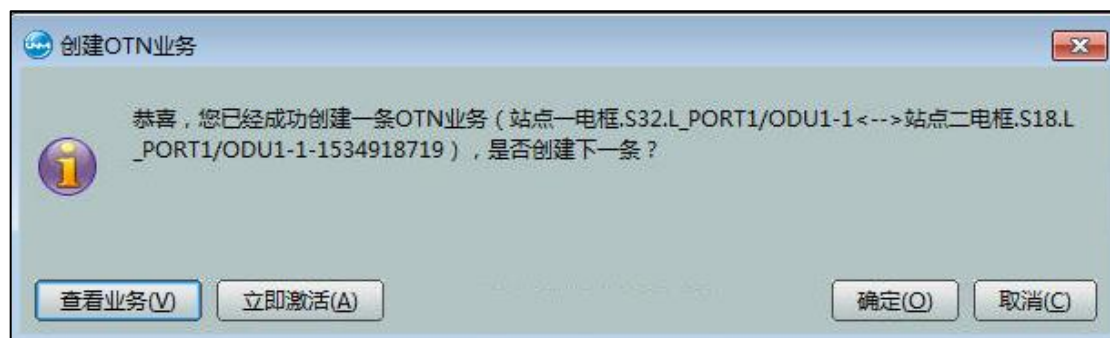 创建OTN业务
恭喜，您已经成功创建一条OTN业务（站点一电框.S32.L_PORT1/ODU1-1<-->站点二电框.S18.L
_PORT1/ODU1-1-1534918719），是否创建下一条？
查看业务(V) 立即激活(A) 确定(O) 取消(C)